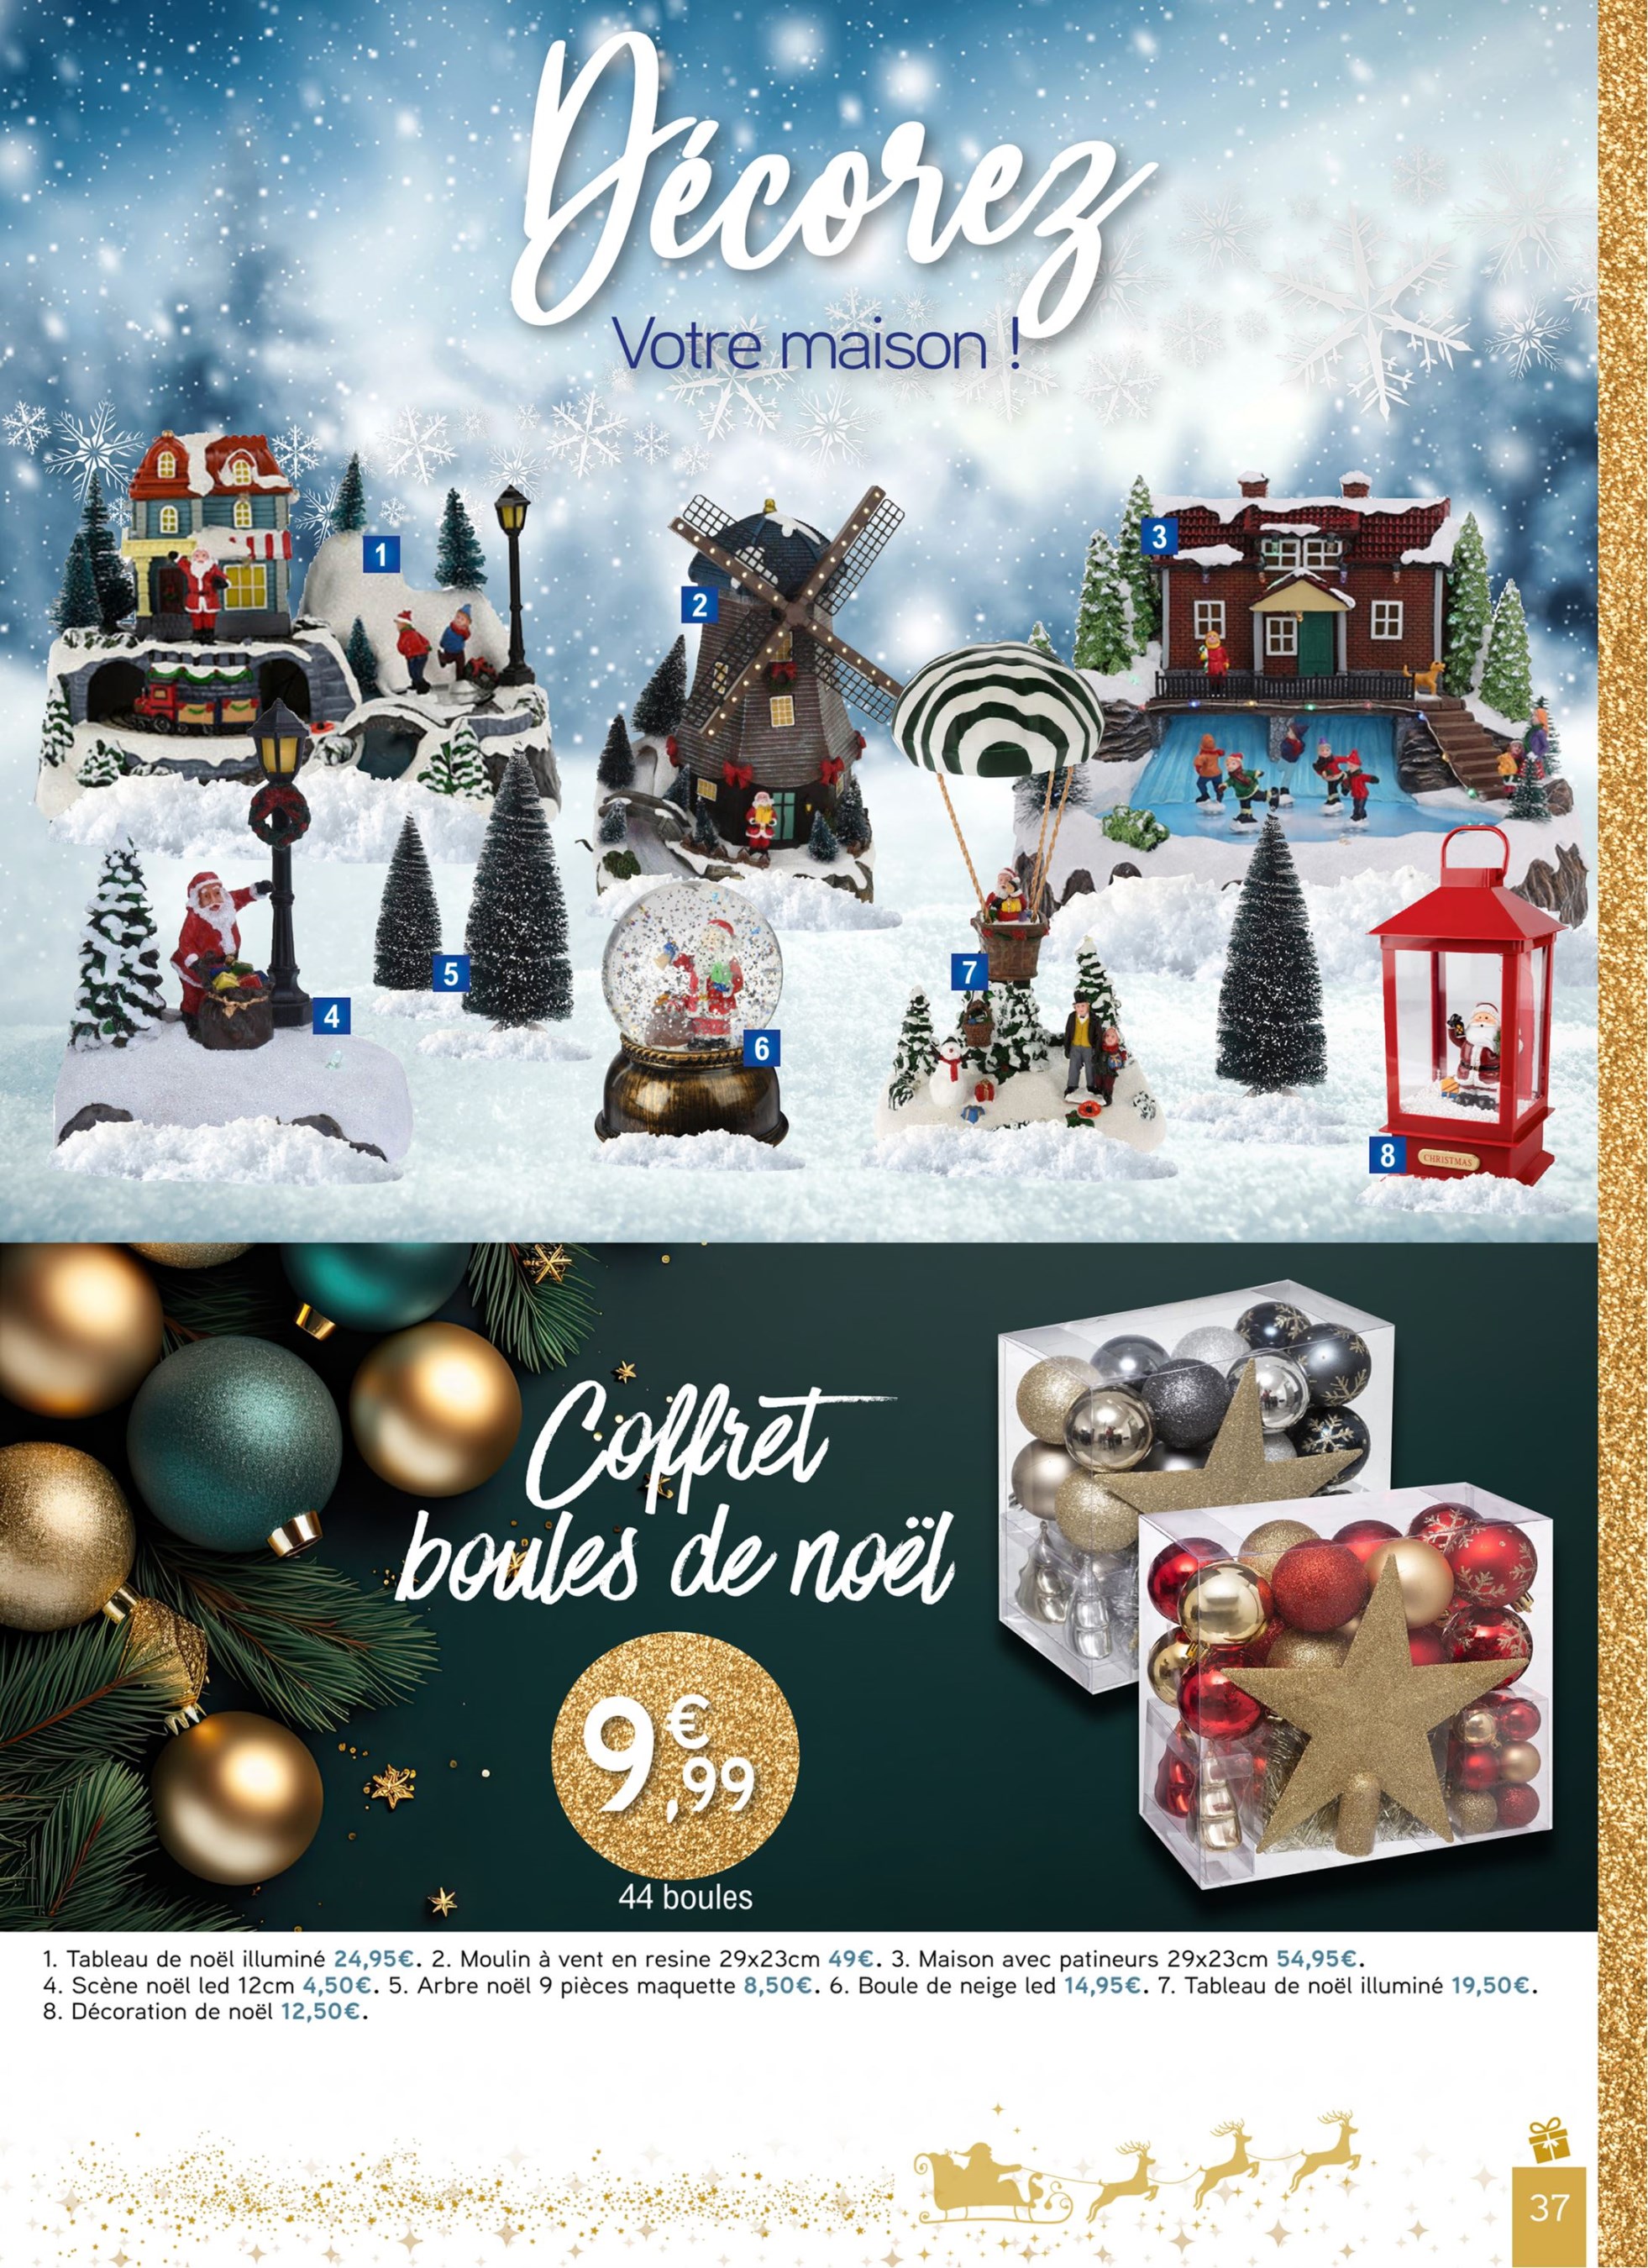 Décorez
Votre maison !
1
2
3
4
5
6
7
8
CHRISTMAS
Coffret
boules de noël
9€,99
44 boules
1. Tableau de noël illuminé 24,95€. 2. Moulin à vent en resine 29x23cm 49€. 3. Maison avec patineurs 29x23cm 54,95€.
4. Scène noël led 12cm 4,50€. 5. Arbre noël 9 pièces maquette 8,50€. 6. Boule de neige led 14,95€. 7. Tableau de noël illuminé 19,50€.
8. Décoration de noël 12,50€.
37